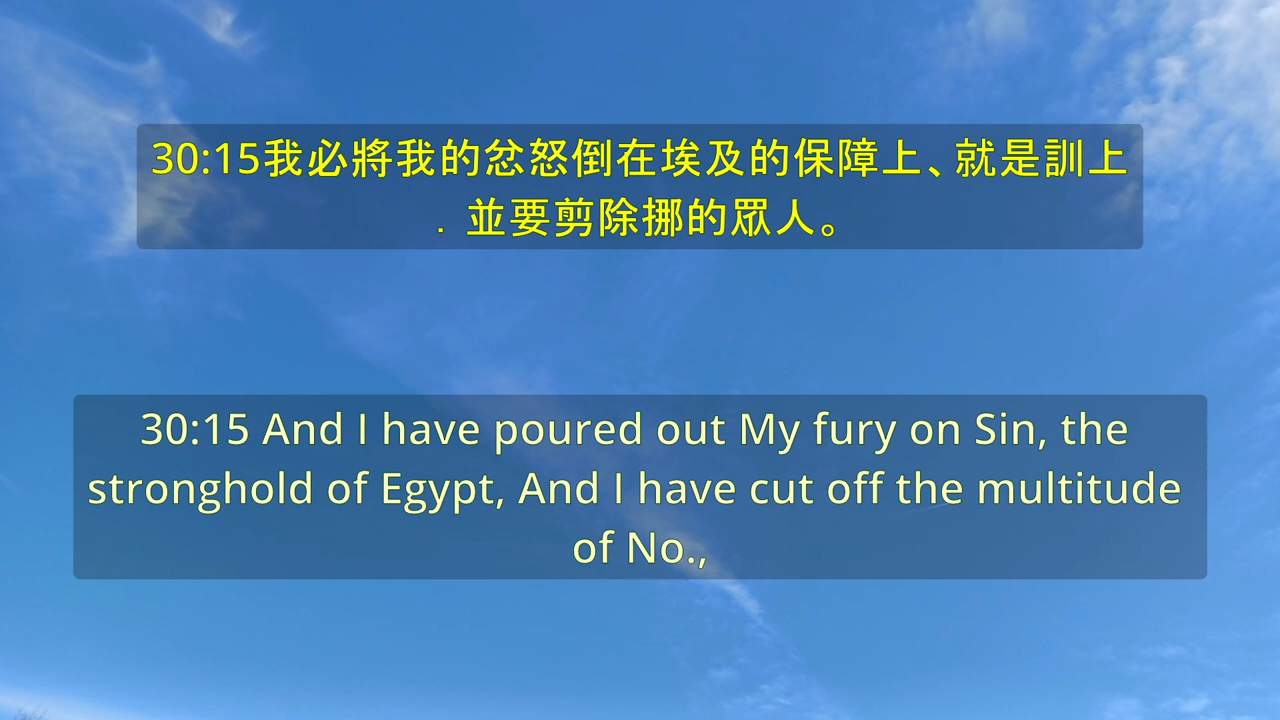 30:15我必將我的忿怒倒在埃及的保障上、就是訓上
．並要剪除挪的眾人。
30:15 And I have poured out My fury on Sin, the
stronghold of Egypt, And I have cut off the multitude
of No.,